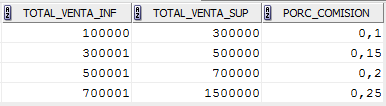 TOTAL_VENTA_INF TOTAL_VENTA_SUP PORC_COMISION
100000 300000 0,1
300001 500000 0,15
500001 700000 0,2
700001 1500000 0,25